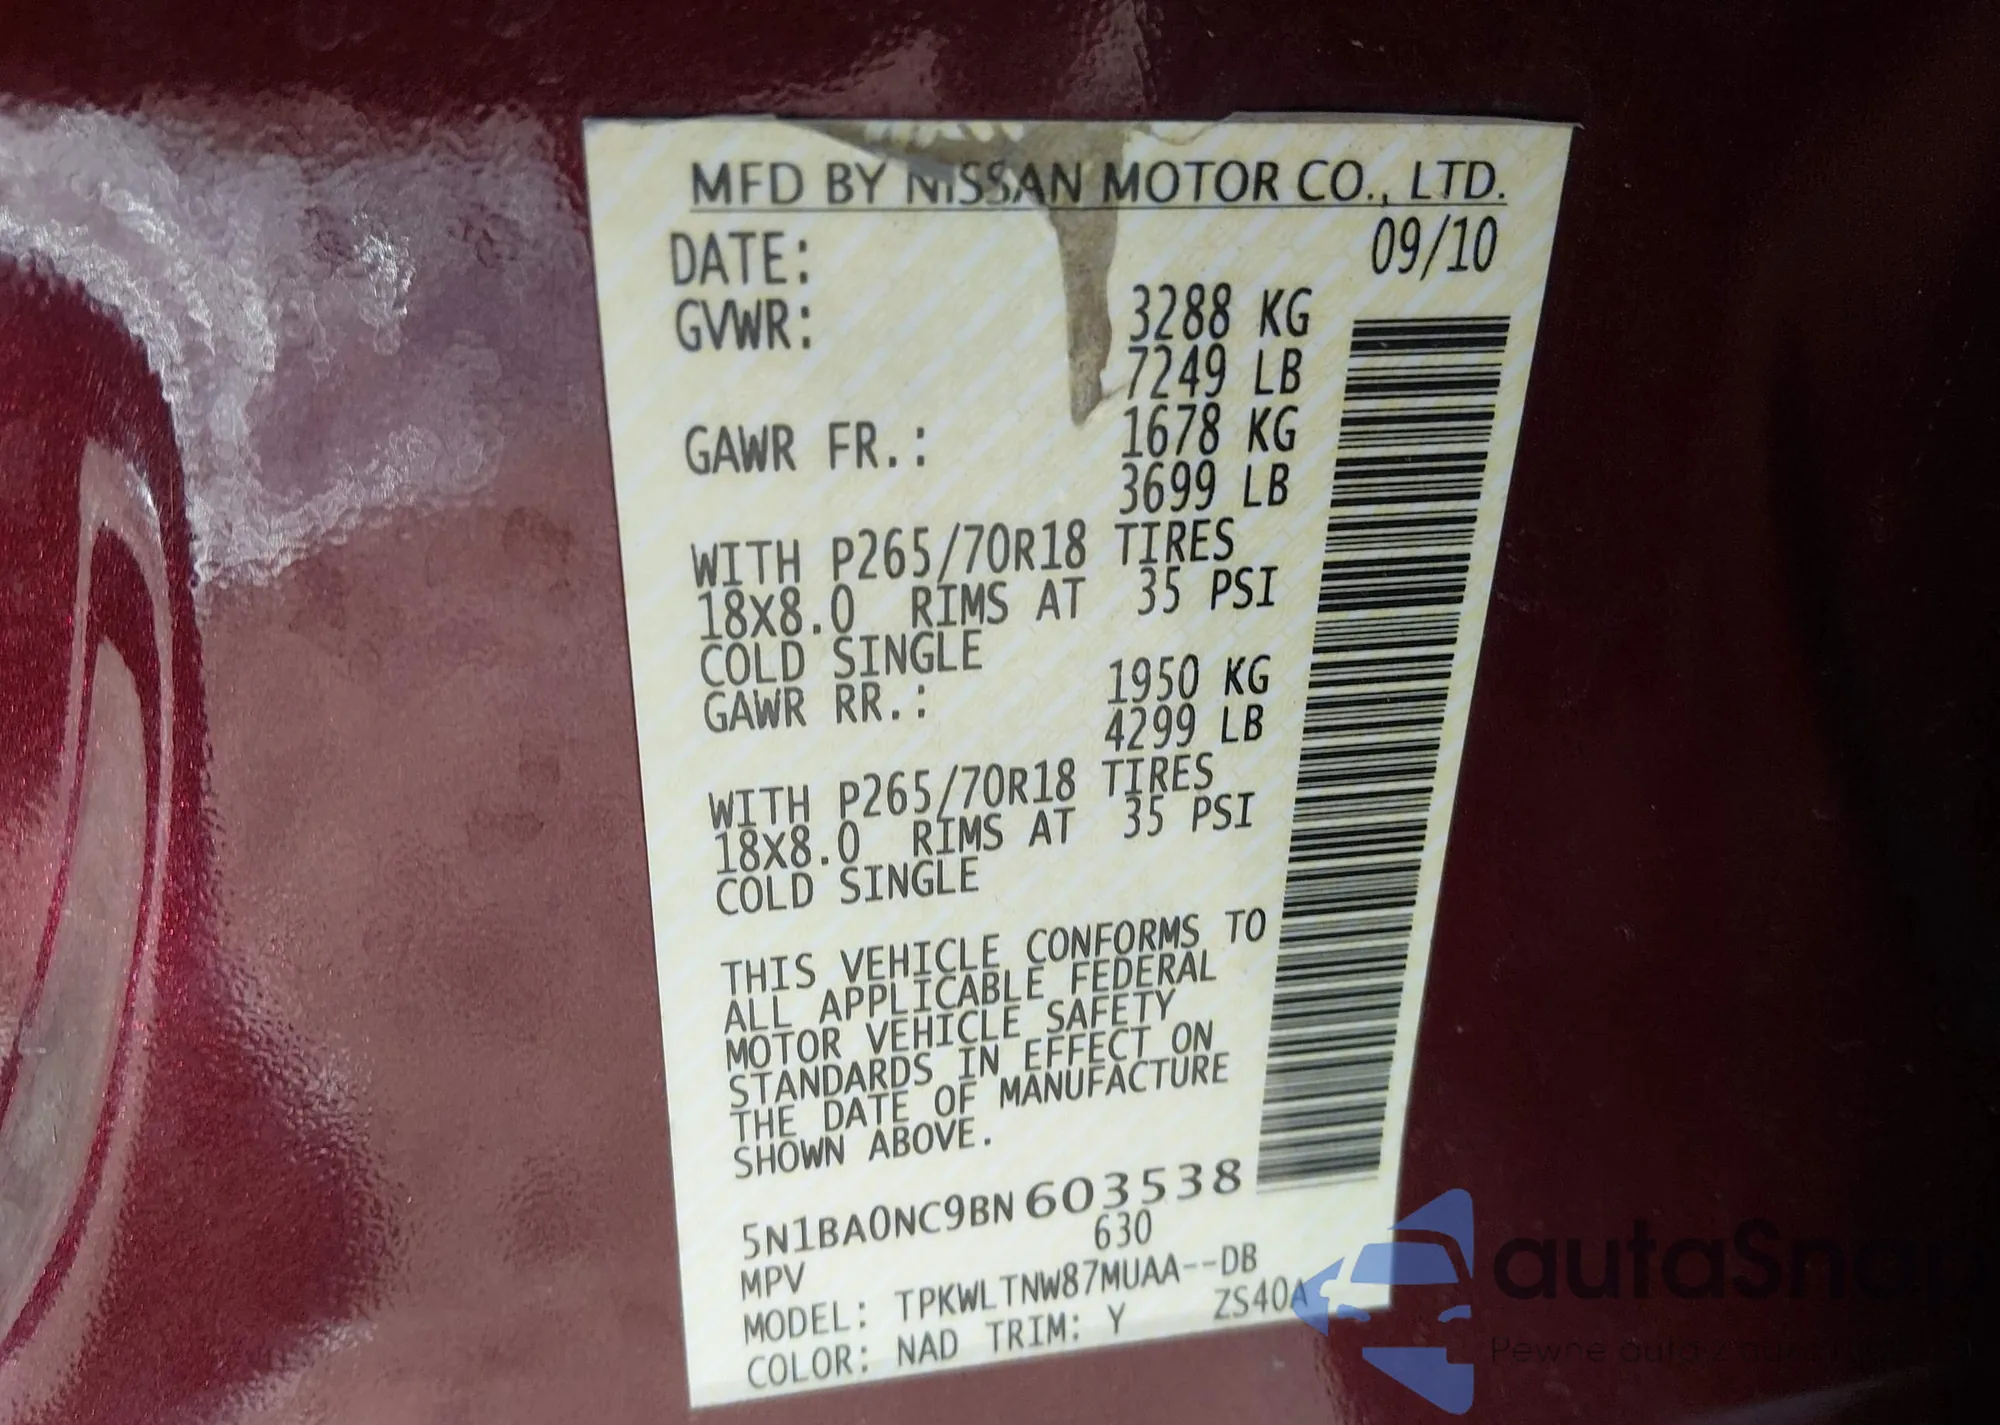 MFD BY NISSAN MOTOR CO., LTD.
DATE: 09/10
GVWR: 3288 KG
7249 LB
GAWR FR.: 1678 KG
3699 LB
WITH P265/70R18 TIRES
18X8.0 RIMS AT 35 PSI
COLD SINGLE
GAWR RR.: 1950 KG
4299 LB
WITH P265/70R18 TIRES
18X8.0 RIMS AT 35 PSI
COLD SINGLE
THIS VEHICLE CONFORMS TO
ALL APPLICABLE FEDERAL
MOTOR VEHICLE SAFETY
STANDARDS IN EFFECT ON
THE DATE OF MANUFACTURE
SHOWN ABOVE.
5N1BA0NC9BN603538
630
MPV
MODEL: TPKWLTNW87MUAA--DB
COLOR: NAD TRIM: Y ZS40A
autaSnap
Pewne auta z